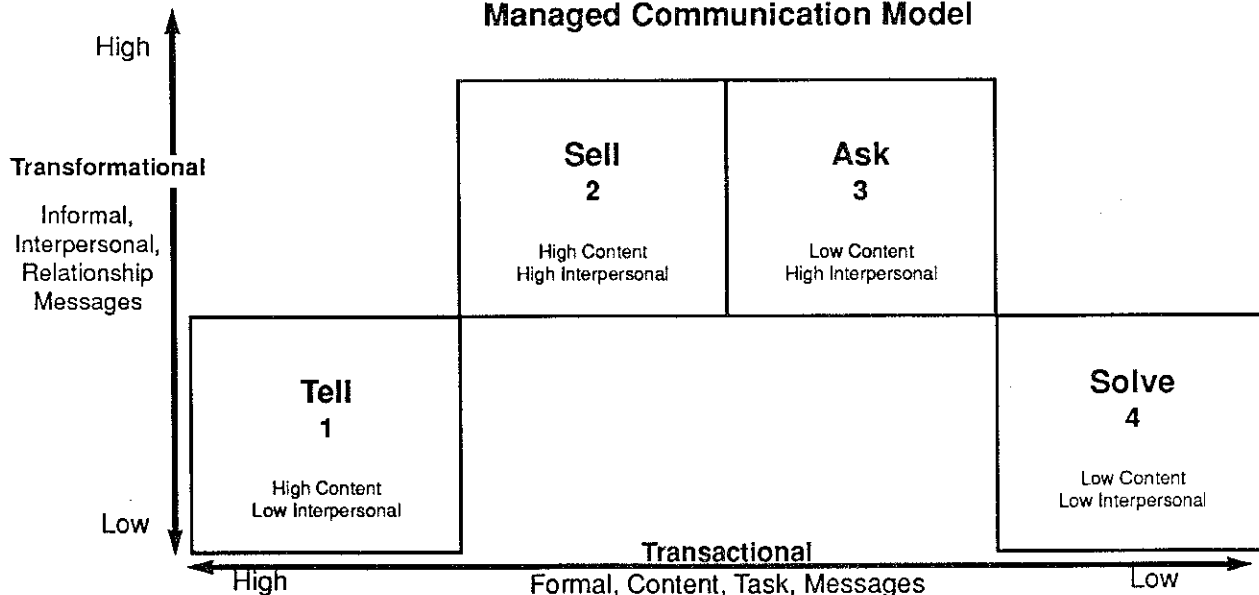 Managed Communication Model
High
Transformational
Informal,
Interpersonal,
Relationship
Messages
Low
Sell
2
High Content
High Interpersonal
Ask
3
Low Content
High Interpersonal
Tell
1
High Content
Low Interpersonal
Solve
4
Low Content
Low Interpersonal
Transactional
High
Formal, Content, Task, Messages
Low